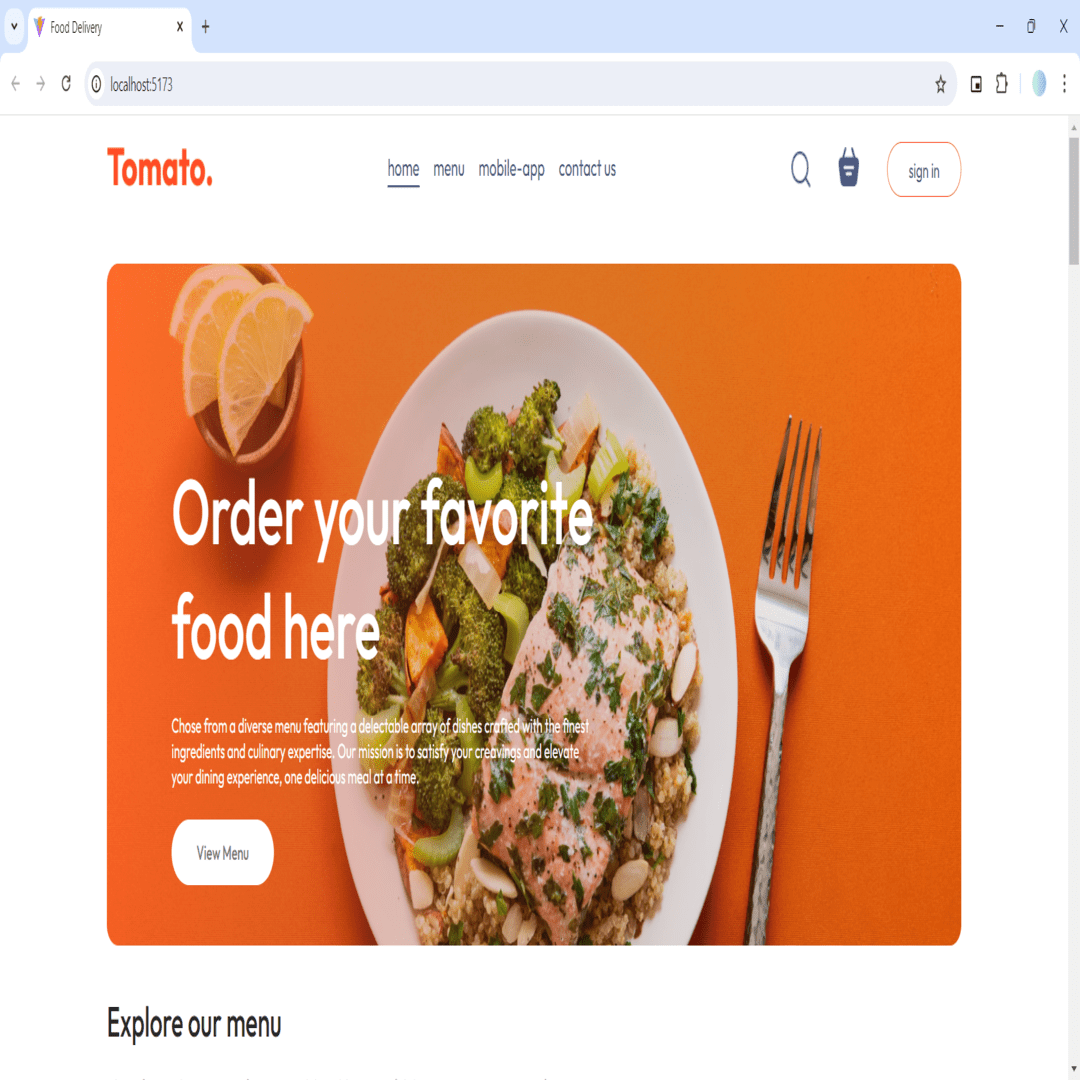 Food Delivery
localhost:5173
Tomato.
home menu mobile-app contact us
sign in
Order your favorite
food here
Chose from a diverse menu featuring a delectable array of dishes crafted with the finest
ingredients and culinary expertise. Our mission is to satisfy your creavings and elevate
your dining experience, one delicious meal at a time.
View Menu
Explore our menu